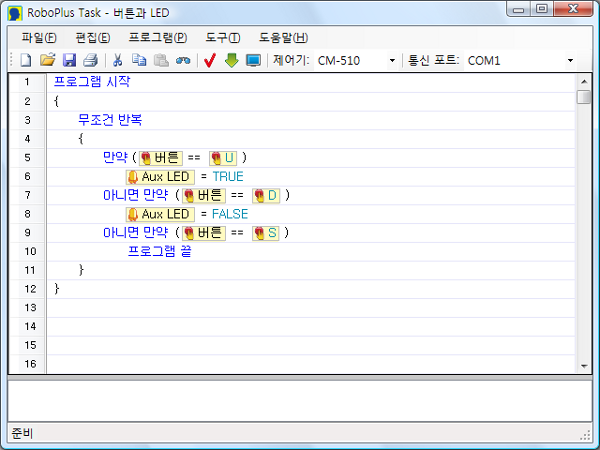 RoboPlus Task - 버튼과 LED
파일(F) 편집(E) 프로그램(P) 도구(T) 도움말(H)
제어기: CM-510 통신 포트: COM1
1 프로그램 시작
2 {
3 무조건 반복
4 {
5 만약 ( 버튼 == U )
6 Aux LED = TRUE
7 아니면 만약 ( 버튼 == D )
8 Aux LED = FALSE
9 아니면 만약 ( 버튼 == S )
10 프로그램 끝
11 }
12 }
13
14
15
16
준비